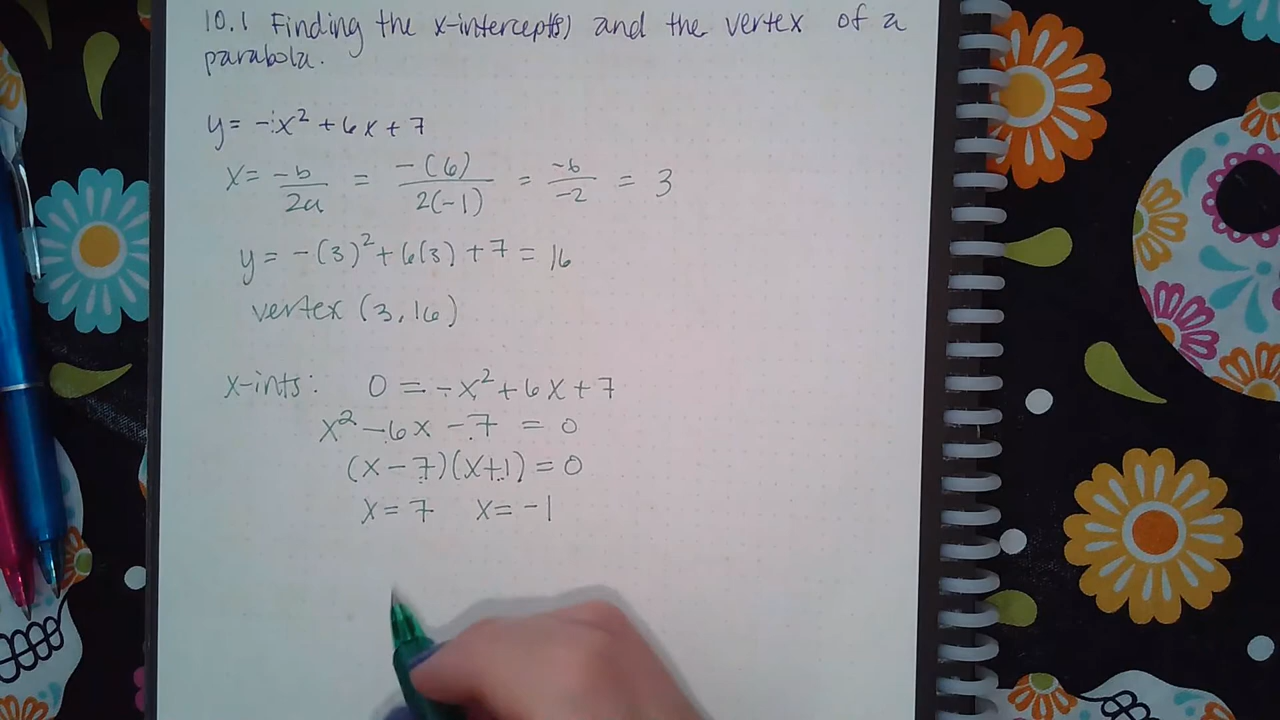 10.1 Finding the x-intercept(s) and the vertex of a
parabola.
y = -x² + 6x + 7
x = -b/2a = -(6)/2(-1) = -6/-2 = 3
y = -(3)² + 6(3) + 7 = 16
vertex (3,16)
x-ints: 0 = -x² + 6x + 7
x² - 6x - 7 = 0
(x - 7)(x+1) = 0
x = 7 x = -1